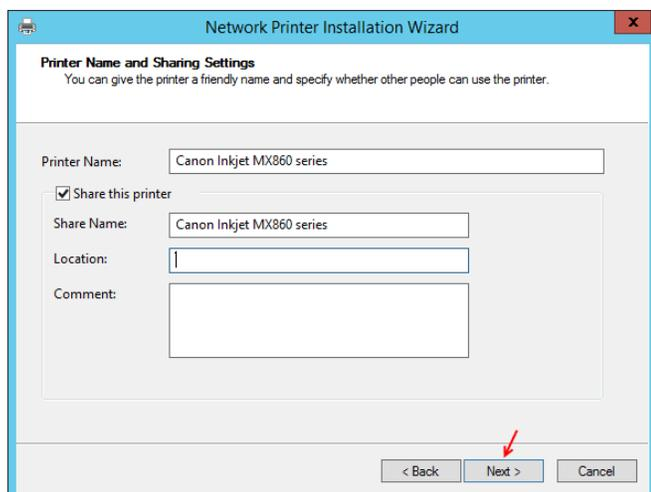 Network Printer Installation Wizard
x
Printer Name and Sharing Settings
You can give the printer a friendly name and specify whether other people can use the printer.
Printer Name: Canon Inkjet MX860 series
Share this printer
Share Name: Canon Inkjet MX860 series
Location:
Comment:
< Back Next > Cancel